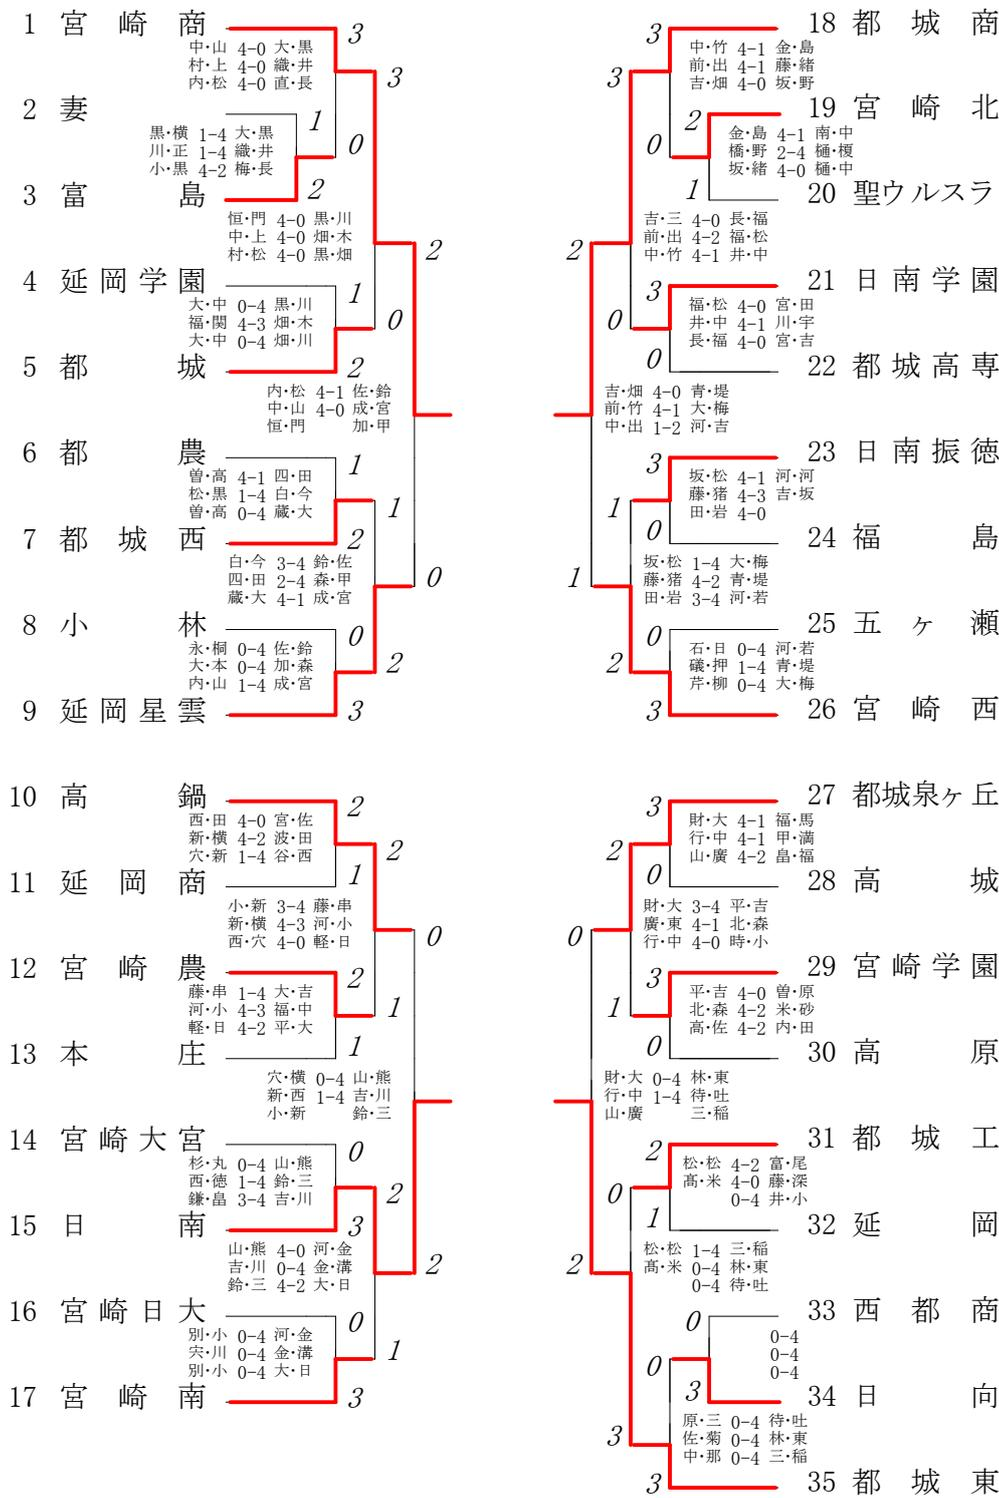 1 宮崎商
3
中・山 4-0 大・黒
村・上 4-0 織・井
内・松 4-0 直・長
3
2 妻
1
黒・横 1-4 大・黒
川・正 1-4 織・井
小・黒 4-2 梅・長
0
3 富島
2
恒・門 4-0 黒・川
中・上 4-0 畑・木
村・松 4-0 黒・畑
2
4 延岡学園
1
大・中 0-4 黒・川
福・関 4-3 畑・木
大・中 0-4 畑・川
0
5 都城
2
内・松 4-1 佐・鈴
中・山 4-0 成・宮
恒・門 加・甲
6 都農
1
曽・高 4-1 四・田
松・黒 1-4 白・今
曽・高 0-4 蔵・大
1
7 都城西
2
白・今 3-4 鈴・佐
四・田 2-4 森・甲
蔵・大 4-1 成・宮
0
8 小林
0
永・桐 0-4 佐・鈴
大・本 0-4 加・森
内・山 1-4 成・宮
2
9 延岡星雲
3
10 高鍋
2
西・田 4-0 宮・佐
新・横 4-2 波・田
穴・新 1-4 谷・西
2
11 延岡商
1
小・新 3-4 藤・串
新・横 4-3 河・小
西・穴 4-0 軽・日
0
12 宮崎農
2
藤・串 1-4 大・吉
河・小 4-3 福・中
軽・日 4-2 平・大
1
13 本庄
1
穴・横 0-4 山・熊
新・西 1-4 吉・川
小・新 鈴・三
14 宮崎大宮
0
杉・丸 0-4 山・熊
西・徳 1-4 鈴・三
鎌・畠 3-4 吉・川
2
15 日南
3
山・熊 4-0 河・金
吉・川 0-4 金・溝
鈴・三 4-2 大・日
2
16 宮崎日大
0
別・小 0-4 河・金
宍・川 0-4 金・溝
別・小 0-4 大・日
1
17 宮崎南
3
18 都城商
3
中・竹 4-1 金・島
前・出 4-1 藤・緒
吉・畑 4-0 坂・野
3
19 宮崎北
2
金・島 4-1 南・中
橋・野 2-4 樋・榎
坂・緒 4-0 樋・中
0
20 聖ウルスラ
1
吉・三 4-0 長・福
前・出 4-2 福・松
中・竹 4-1 井・中
2
21 日南学園
3
福・松 4-0 宮・田
井・中 4-1 川・宇
長・福 4-0 宮・吉
0
22 都城高専
0
吉・畑 4-0 青・堤
前・竹 4-1 大・梅
中・出 1-2 河・吉
23 日南振徳
3
坂・松 4-1 河・河
藤・猪 4-3 吉・坂
田・岩 4-0
1
24 福島
0
坂・松 1-4 大・梅
藤・猪 4-2 青・堤
田・岩 3-4 河・若
1
25 五ヶ瀬
0
石・日 0-4 河・若
礒・押 1-4 青・堤
芹・柳 0-4 大・梅
2
26 宮崎西
3
27 都城泉ヶ丘
3
財・大 4-1 福・馬
行・中 4-1 甲・満
山・廣 4-2 畠・福
2
28 高城
0
財・大 3-4 平・吉
廣・東 4-1 北・森
行・中 4-0 時・小
0
29 宮崎学園
3
平・吉 4-0 曽・原
北・森 4-2 米・砂
高・佐 4-2 内・田
1
30 高原
0
財・大 0-4 林・東
行・中 1-4 待・吐
山・廣 三・稲
31 都城工
2
松・松 4-2 富・尾
髙・米 4-0 藤・深
0-4 井・小
0
32 延岡
1
松・松 1-4 三・稲
髙・米 0-4 林・東
0-4 待・吐
2
33 西都商
0
0-4
0-4
0-4
0
34 日向
3
原・三 0-4 待・吐
佐・菊 0-4 林・東
中・那 0-4 三・稲
3
35 都城東
3